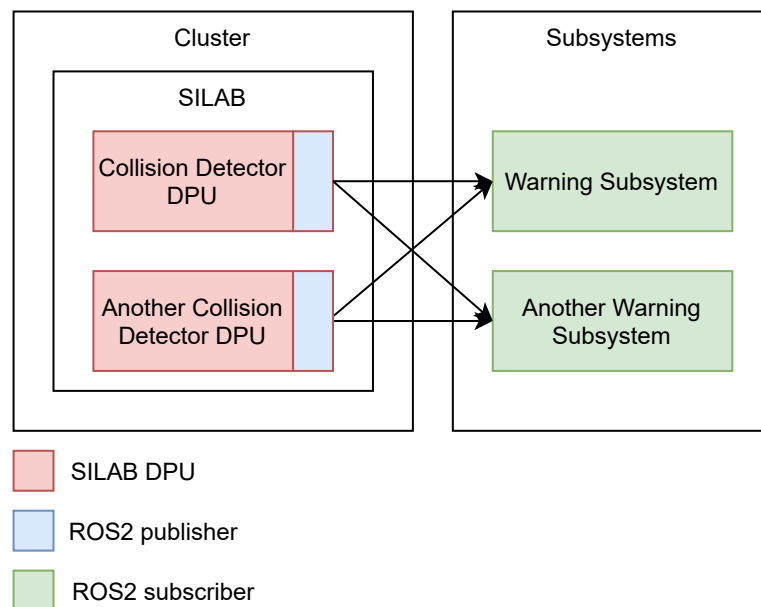 Cluster
Subsystems
SILAB
Collision Detector
DPU
Warning Subsystem
Another Collision
Detector DPU
Another Warning
Subsystem
SILAB DPU
ROS2 publisher
ROS2 subscriber